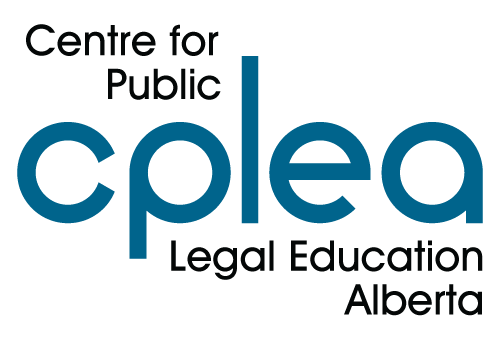 Centre for
Public
cplea
Legal Education
Alberta